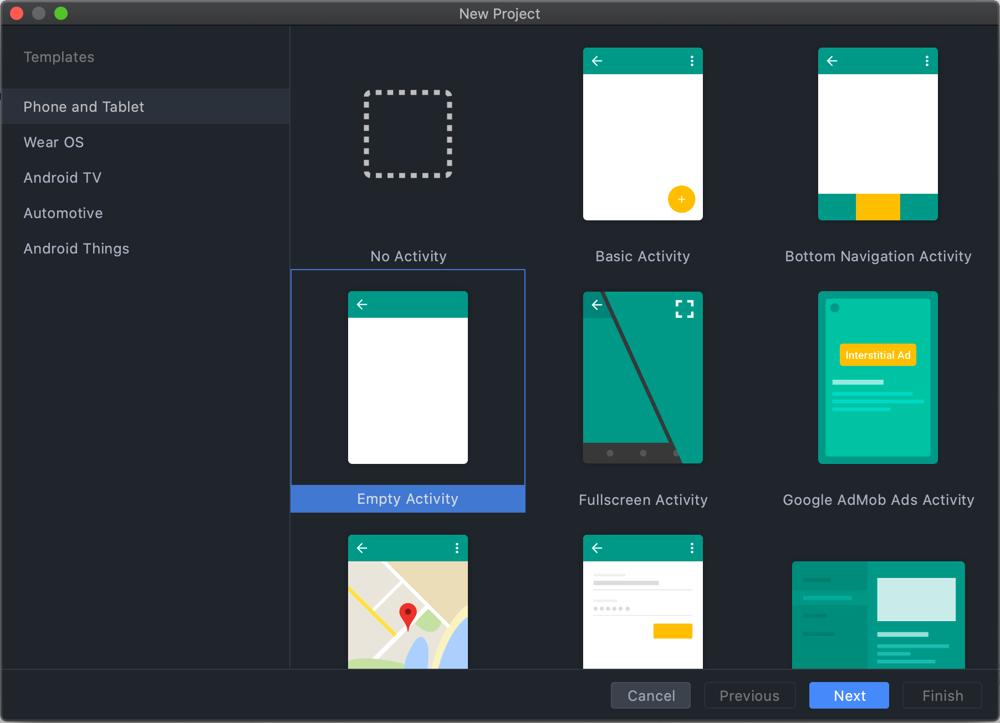 New Project
Templates
Phone and Tablet
Wear OS
Android TV
Automotive
Android Things
No Activity
Basic Activity
Bottom Navigation Activity
Interstitial Ad
Empty Activity
Fullscreen Activity
Google AdMob Ads Activity
Cancel
Previous
Next
Finish